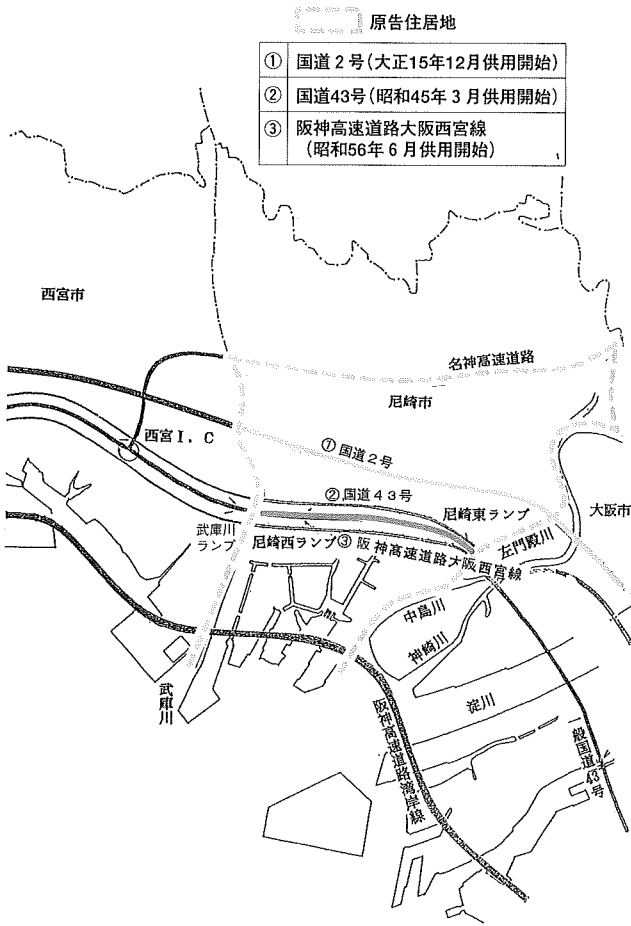 原告住居地
① 国道2号(大正15年12月供用開始)
② 国道43号(昭和45年3月供用開始)
③ 阪神高速道路大阪西宮線
(昭和56年6月供用開始)
西宮市
名神高速道路
尼崎市
①国道2号
西宮I.C
②国道43号
尼崎東ランプ
大阪市
武庫川
ランプ
尼崎西ランプ
③阪神高速道路大阪西宮線
左門殿川
中島川
神崎川
武庫川
淀川
阪神高速道路湾岸線
一般国道43号